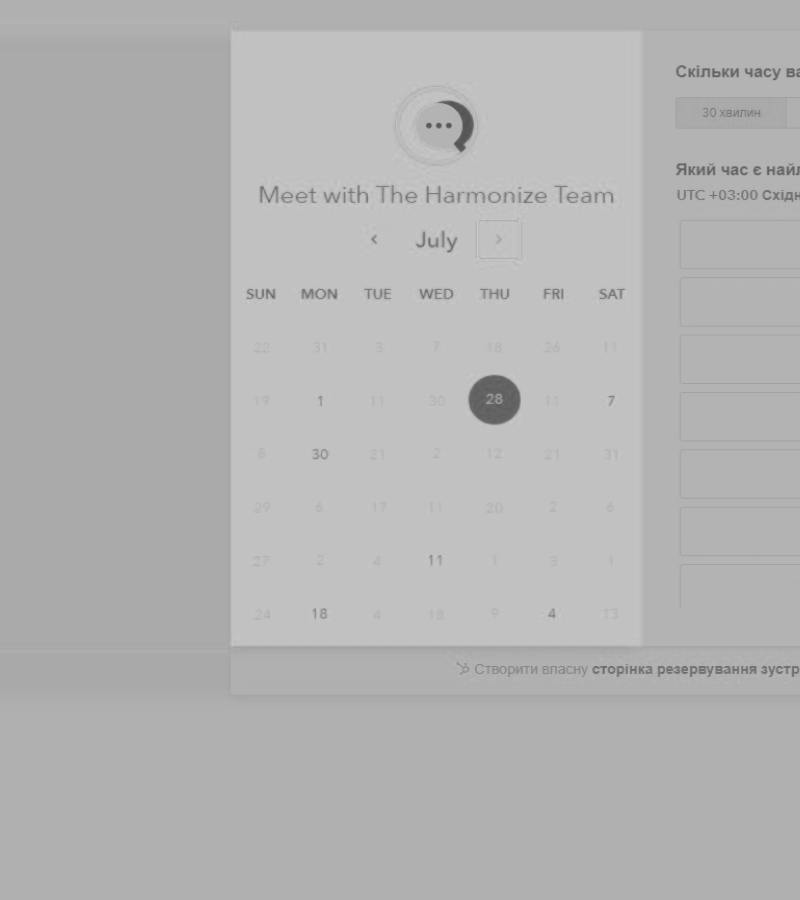 Скільки часу ва
30 хвилин
Meet with The Harmonize Team
Який час є найл
UTC +03:00 Східн
July
SUN MON TUE WED THU FRI SAT
22 31 3 7 18 26 11
19 1 11 30 28 11 7
8 30 21 2 12 21 31
29 6 17 11 20 2 6
27 2 4 11 1 3 1
24 18 4 18 9 4 13
Створити власну сторінка резервування зустр